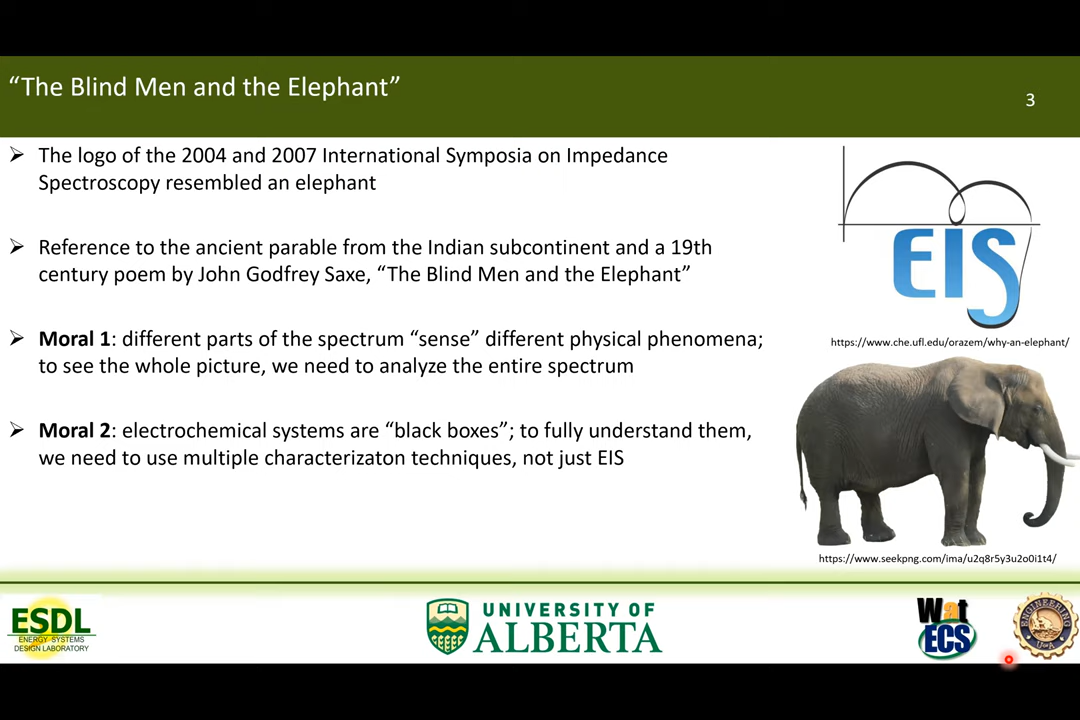 “The Blind Men and the Elephant”
3
➢ The logo of the 2004 and 2007 International Symposia on Impedance
Spectroscopy resembled an elephant
➢ Reference to the ancient parable from the Indian subcontinent and a 19th
century poem by John Godfrey Saxe, “The Blind Men and the Elephant”
➢ Moral 1: different parts of the spectrum “sense” different physical phenomena;
to see the whole picture, we need to analyze the entire spectrum
➢ Moral 2: electrochemical systems are “black boxes”; to fully understand them,
we need to use multiple characterizaton techniques, not just EIS
EIS
https://www.che.ufl.edu/orazem/why-an-elephant/
https://www.seekpng.com/ima/u2q8r5y3u2o0i1t4/
ESDL
ENERGY SYSTEMS
DESIGN LABORATORY
UNIVERSITY OF
ALBERTA
Wat
ECS
ENGINEERING
U of A